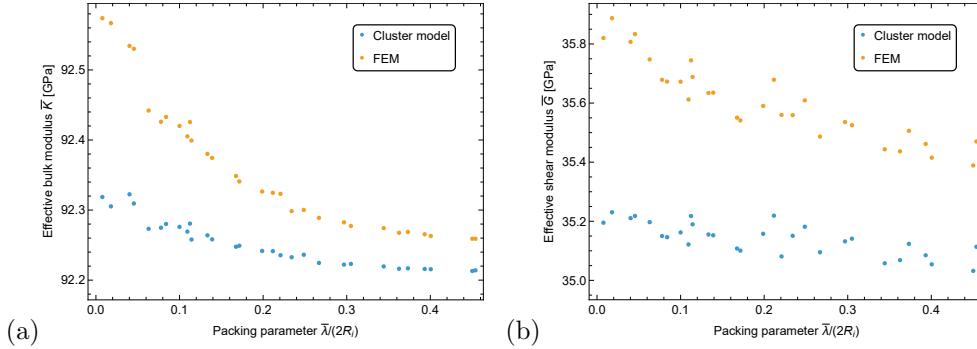 Effective bulk modulus K̅ [GPa]
92.5
92.4
92.3
92.2
Cluster model
FEM
0.0 0.1 0.2 0.3 0.4
Packing parameter λ̅/(2Rᵢ)
(a)
Effective shear modulus G̅ [GPa]
35.8
35.6
35.4
35.2
35.0
Cluster model
FEM
0.0 0.1 0.2 0.3 0.4
Packing parameter λ̅/(2Rᵢ)
(b)